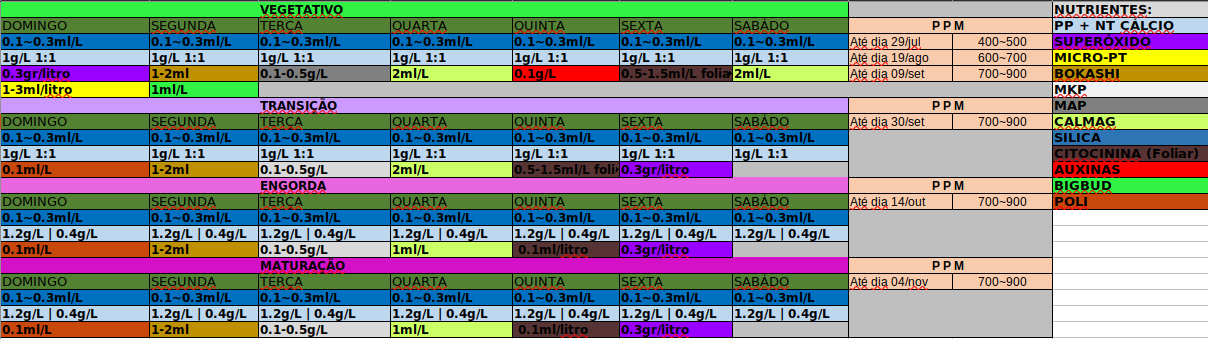 VEGETATIVO NUTRIENTES:
DOMINGO SEGUNDA TERCA QUARTA QUINTA SEXTA SABÁDO P P M PP + NT CÁLCIO
0.1~0.3ml/L 0.1~0.3ml/L 0.1~0.3ml/L 0.1~0.3ml/L 0.1~0.3ml/L 0.1~0.3ml/L 0.1~0.3ml/L Até dia 29/jul 400~500 SUPERÓXIDO
1g/L 1:1 1g/L 1:1 1g/L 1:1 1g/L 1:1 1g/L 1:1 1g/L 1:1 1g/L 1:1 Até dia 19/ago 600~700 MICRO-PT
0.3gr/litro 1-2ml 0.1-0.5g/L 2ml/L 0.1g/L 0.5-1.5ml/L foliar 2ml/L Até dia 09/set 700~900 BOKASHI
1-3ml/litro 1ml/L MKP
TRANSIÇÃO P P M MAP
DOMINGO SEGUNDA TERCA QUARTA QUINTA SEXTA SABÁDO Até dia 30/set 700~900 CALMAG
0.1~0.3ml/L 0.1~0.3ml/L 0.1~0.3ml/L 0.1~0.3ml/L 0.1~0.3ml/L 0.1~0.3ml/L 0.1~0.3ml/L SILICA
1g/L 1:1 1g/L 1:1 1g/L 1:1 1g/L 1:1 1g/L 1:1 1g/L 1:1 1g/L 1:1 CITOCININA (Foliar)
0.1ml/L 1-2ml 0.1-0.5g/L 2ml/L 0.5-1.5ml/L foli 0.3gr/litro AUXINAS
ENGORDA P P M BIGBUD
DOMINGO SEGUNDA TERCA QUARTA QUINTA SEXTA SABÁDO Até dia 14/out 700~900 POLI
0.1~0.3ml/L 0.1~0.3ml/L 0.1~0.3ml/L 0.1~0.3ml/L 0.1~0.3ml/L 0.1~0.3ml/L 0.1~0.3ml/L
1.2g/L | 0.4g/L 1.2g/L | 0.4g/L 1.2g/L | 0.4g/L 1.2g/L | 0.4g/L 1.2g/L | 0.4g/L 1.2g/L | 0.4g/L 1.2g/L | 0.4g/L
0.1ml/L 1-2ml 0.1-0.5g/L 1ml/L 0.1ml/litro 0.3gr/litro
MATURAÇÃO P P M
DOMINGO SEGUNDA TERCA QUARTA QUINTA SEXTA SABÁDO Até dia 04/nov 700~900
0.1~0.3ml/L 0.1~0.3ml/L 0.1~0.3ml/L 0.1~0.3ml/L 0.1~0.3ml/L 0.1~0.3ml/L 0.1~0.3ml/L
1.2g/L | 0.4g/L 1.2g/L | 0.4g/L 1.2g/L | 0.4g/L 1.2g/L | 0.4g/L 1.2g/L | 0.4g/L 1.2g/L | 0.4g/L 1.2g/L | 0.4g/L
0.1ml/L 1-2ml 0.1-0.5g/L 1ml/L 0.1ml/litro 0.3gr/litro